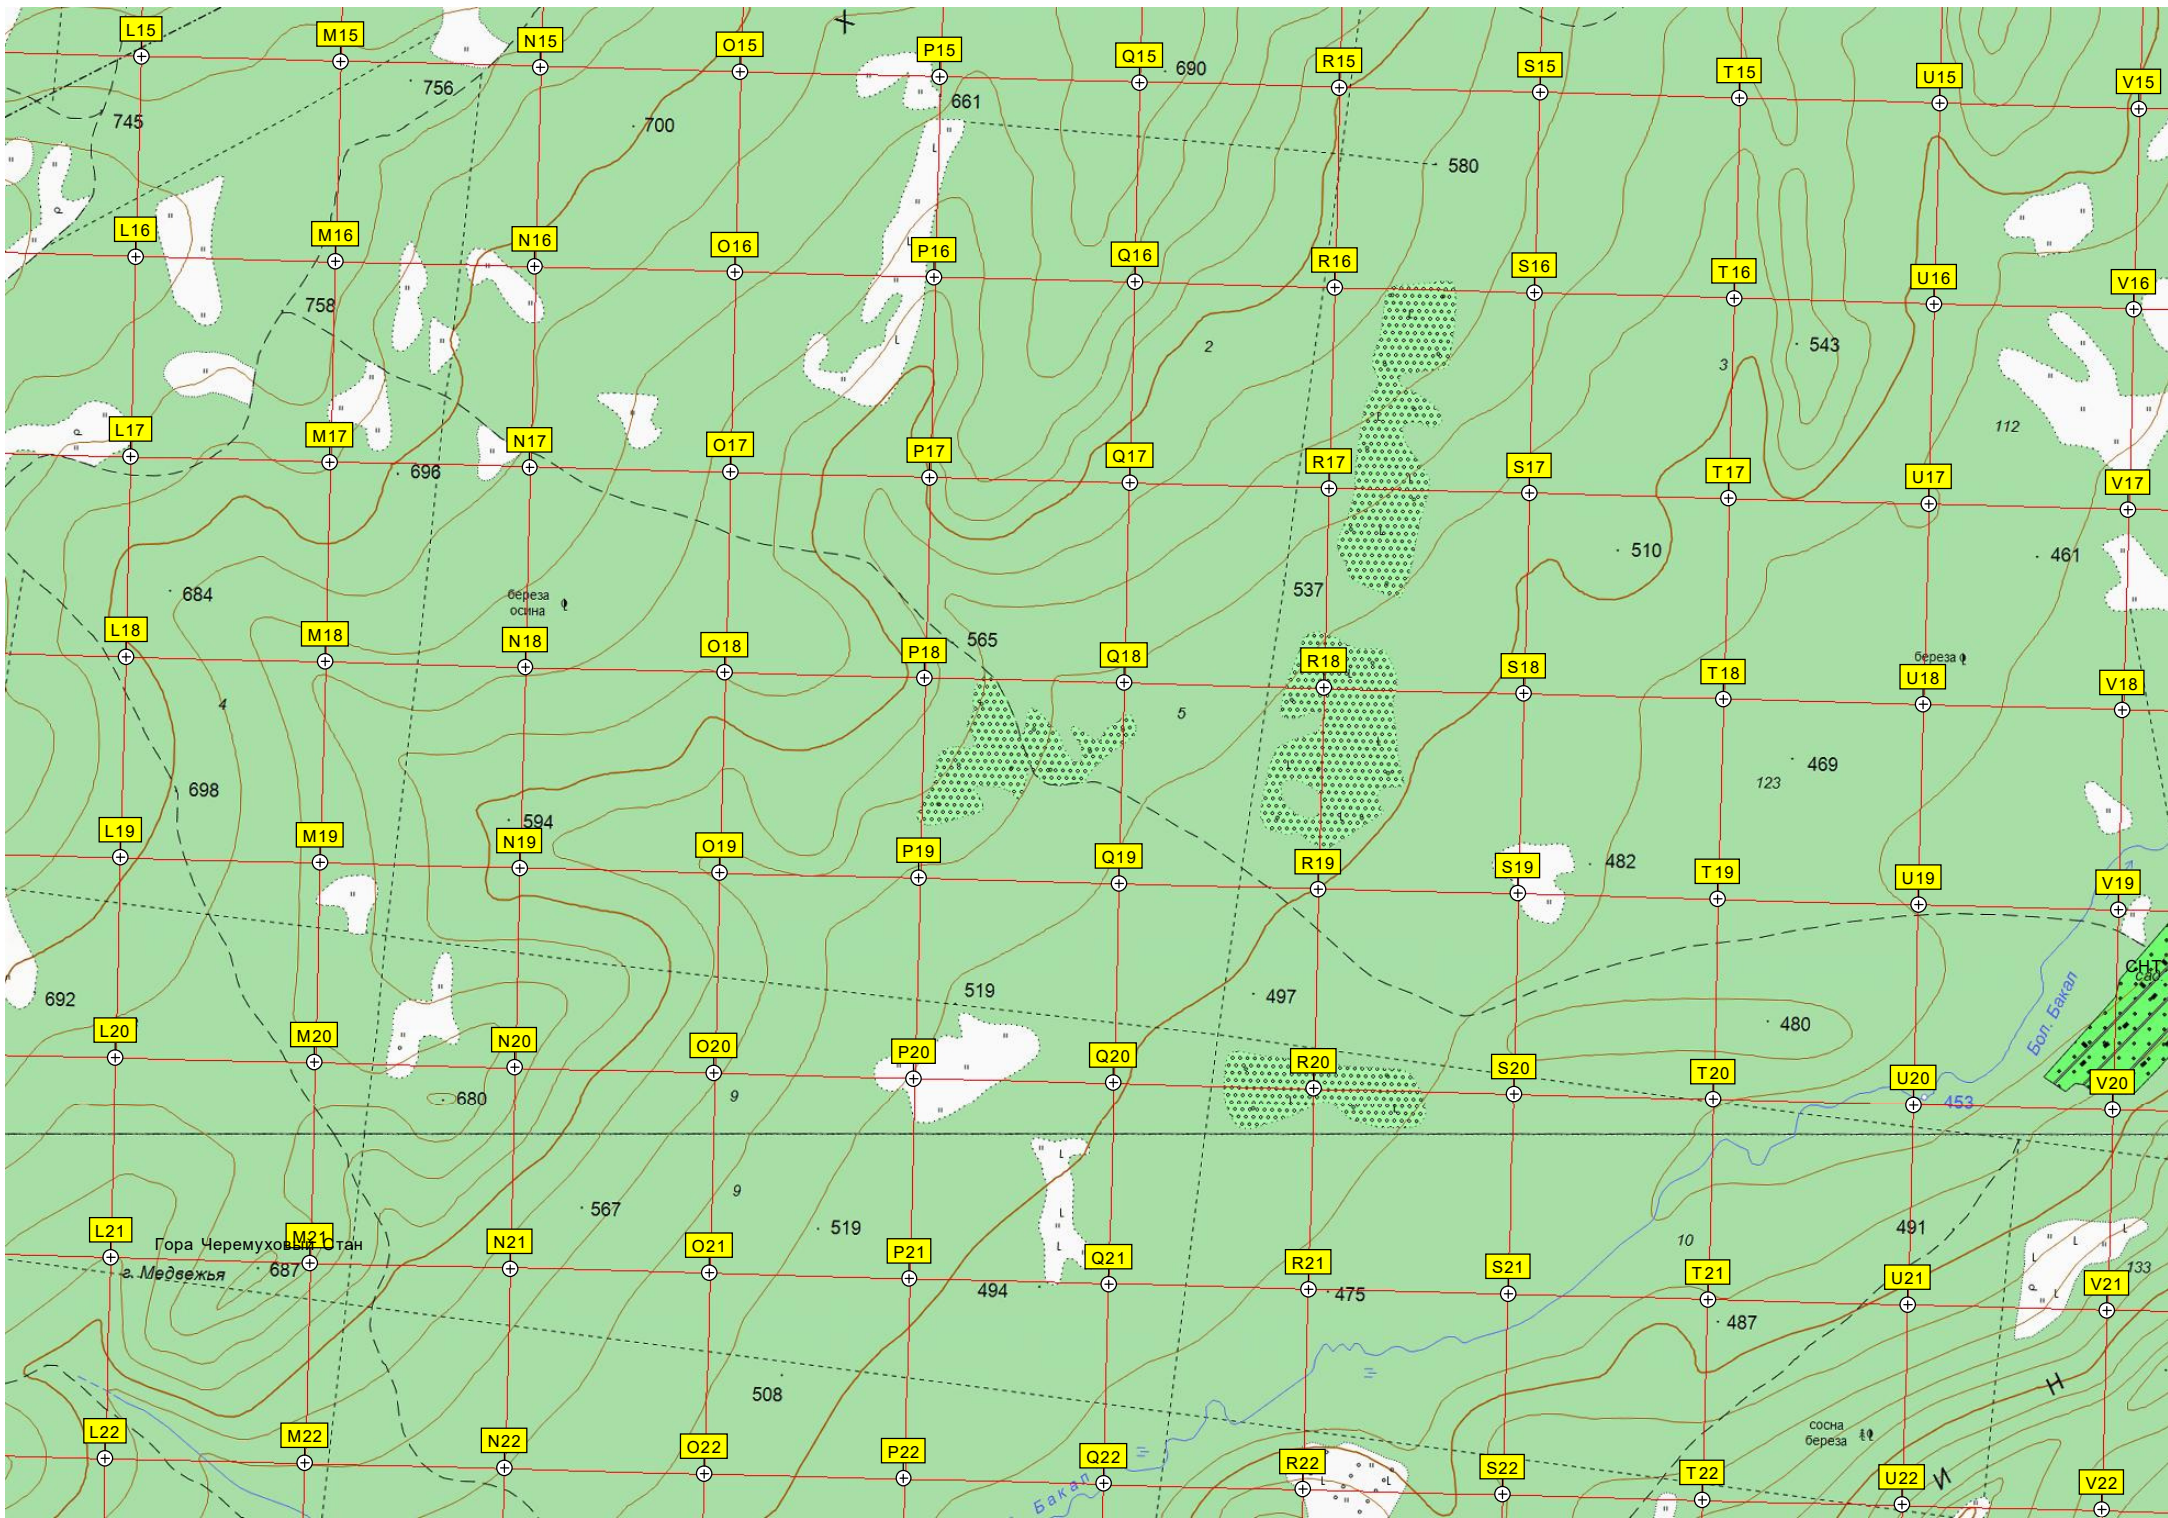 L15 M15 N15 O15 P15 Q15 R15 S15 T15 U15 V15
X
690
756 661
745 700
580
L16 M16 N16 O16 P16 Q16 R16 S16 T16 U16 V16
758
2 3 543
112
L17 M17 N17 O17 P17 Q17 R17 S17 T17 U17 V17
696
510 461
684 537
береза
осина
L18 M18 N18 O18 P18 Q18 R18 S18 T18 U18 V18
565
береза
4 5
469
123
698
594
L19 M19 N19 O19 P19 Q19 R19 S19 T19 U19 V19
482
СНТ
сад
692 519 497 480
Бол. Бакал
L20 M20 N20 O20 P20 Q20 R20 S20 T20 U20 V20
680 9 453
9
567 519 491
10
L21 M21 N21 O21 P21 Q21 R21 S21 T21 U21 V21
Гора Черемуховый Стан
г. Медвежья 687
133
494 475 487
508
Н
сосна
береза
L22 M22 N22 O22 P22 Q22 R22 S22 T22 U22 V22
Бакал
И